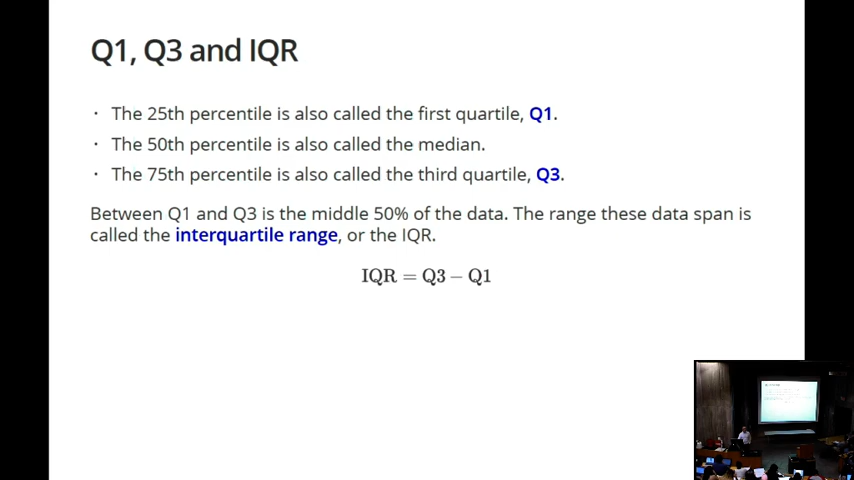 Q1, Q3 and IQR
· The 25th percentile is also called the first quartile, Q1.
· The 50th percentile is also called the median.
· The 75th percentile is also called the third quartile, Q3.
Between Q1 and Q3 is the middle 50% of the data. The range these data span is
called the interquartile range, or the IQR.
IQR = Q3 − Q1